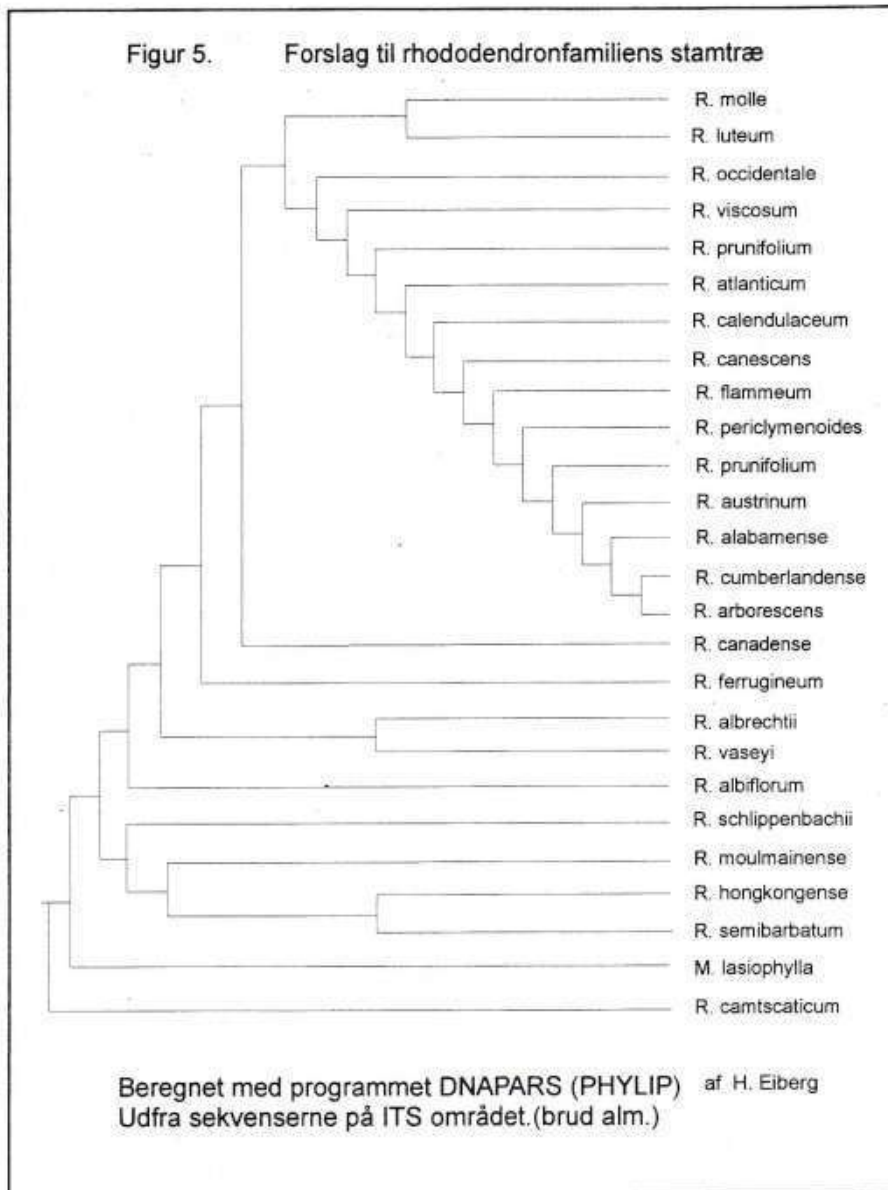 Figur 5. Forslag til rhododendronfamiliens stamtræ
R. molle
R. luteum
R. occidentale
R. viscosum
R. prunifolium
R. atlanticum
R. calendulaceum
R. canescens
R. flammeum
R. periclymenoides
R. prunifolium
R. austrinum
R. alabamense
R. cumberlandense
R. arborescens
R. canadense
R. ferrugineum
R. albrechtii
R. vaseyi
R. albiflorum
R. schlippenbachii
R. moulmainense
R. hongkongense
R. semibarbatum
M. lasiophylla
R. camtscaticum
Beregnet med programmet DNAPARS (PHYLIP) af H. Eiberg
Udfra sekvenserne på ITS området.(brud alm.)